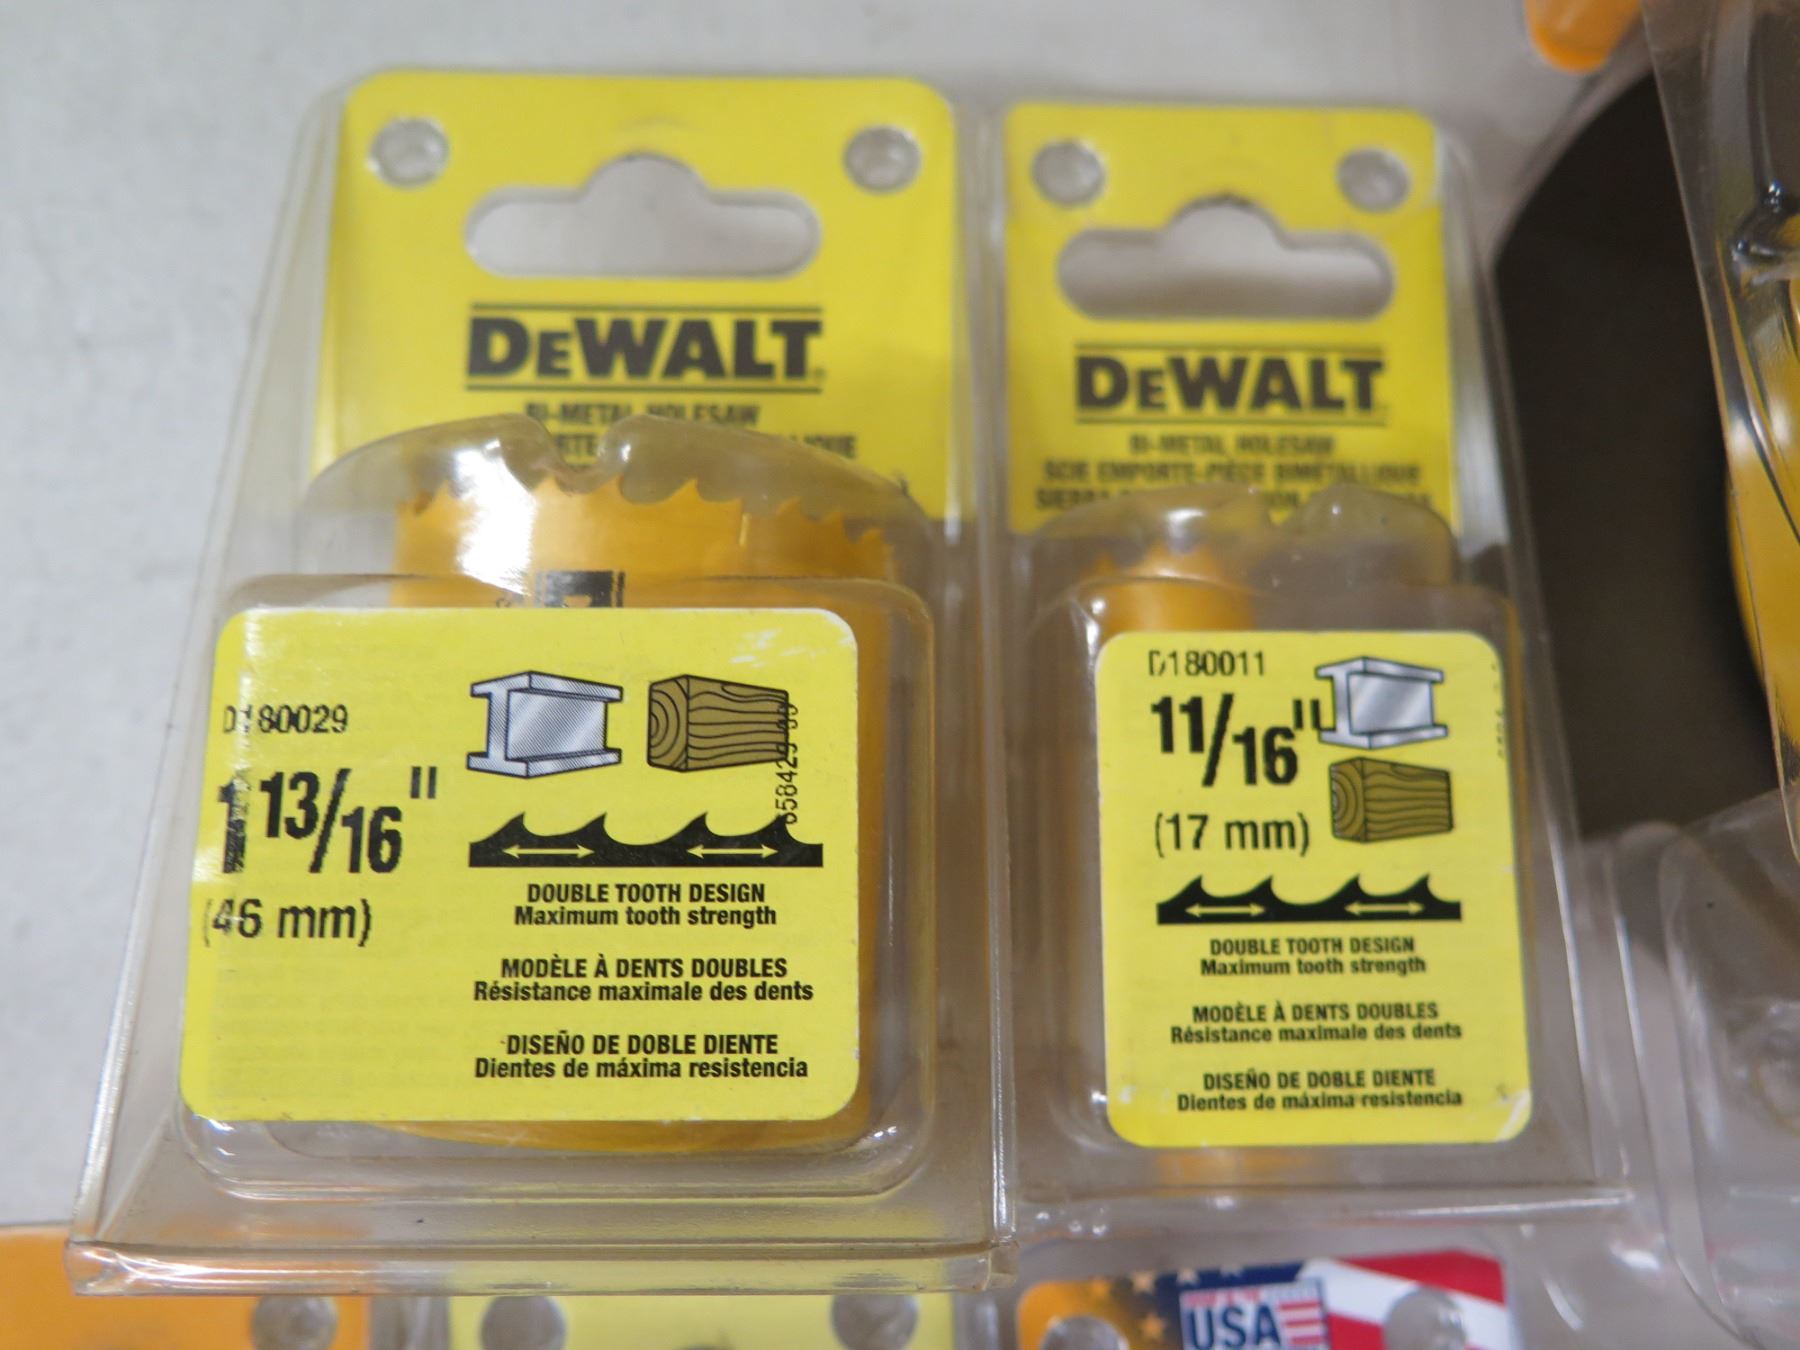 DEWALT
BI-METAL HOLESAW
D180029
1 13/16"
(46 mm)
DOUBLE TOOTH DESIGN
Maximum tooth strength
MODÈLE À DENTS DOUBLES
Résistance maximale des dents
DISEÑO DE DOBLE DIENTE
Dientes de máxima resistencia
DEWALT
BI-METAL HOLESAW
SCIE EMPORTE-PIÈCE BIMÉTALLIQUE
SIERRA
D180011
11/16"
(17 mm)
DOUBLE TOOTH DESIGN
Maximum tooth strength
MODÈLE À DENTS DOUBLES
Résistance maximale des dents
DISEÑO DE DOBLE DIENTE
Dientes de máxima resistencia
USA